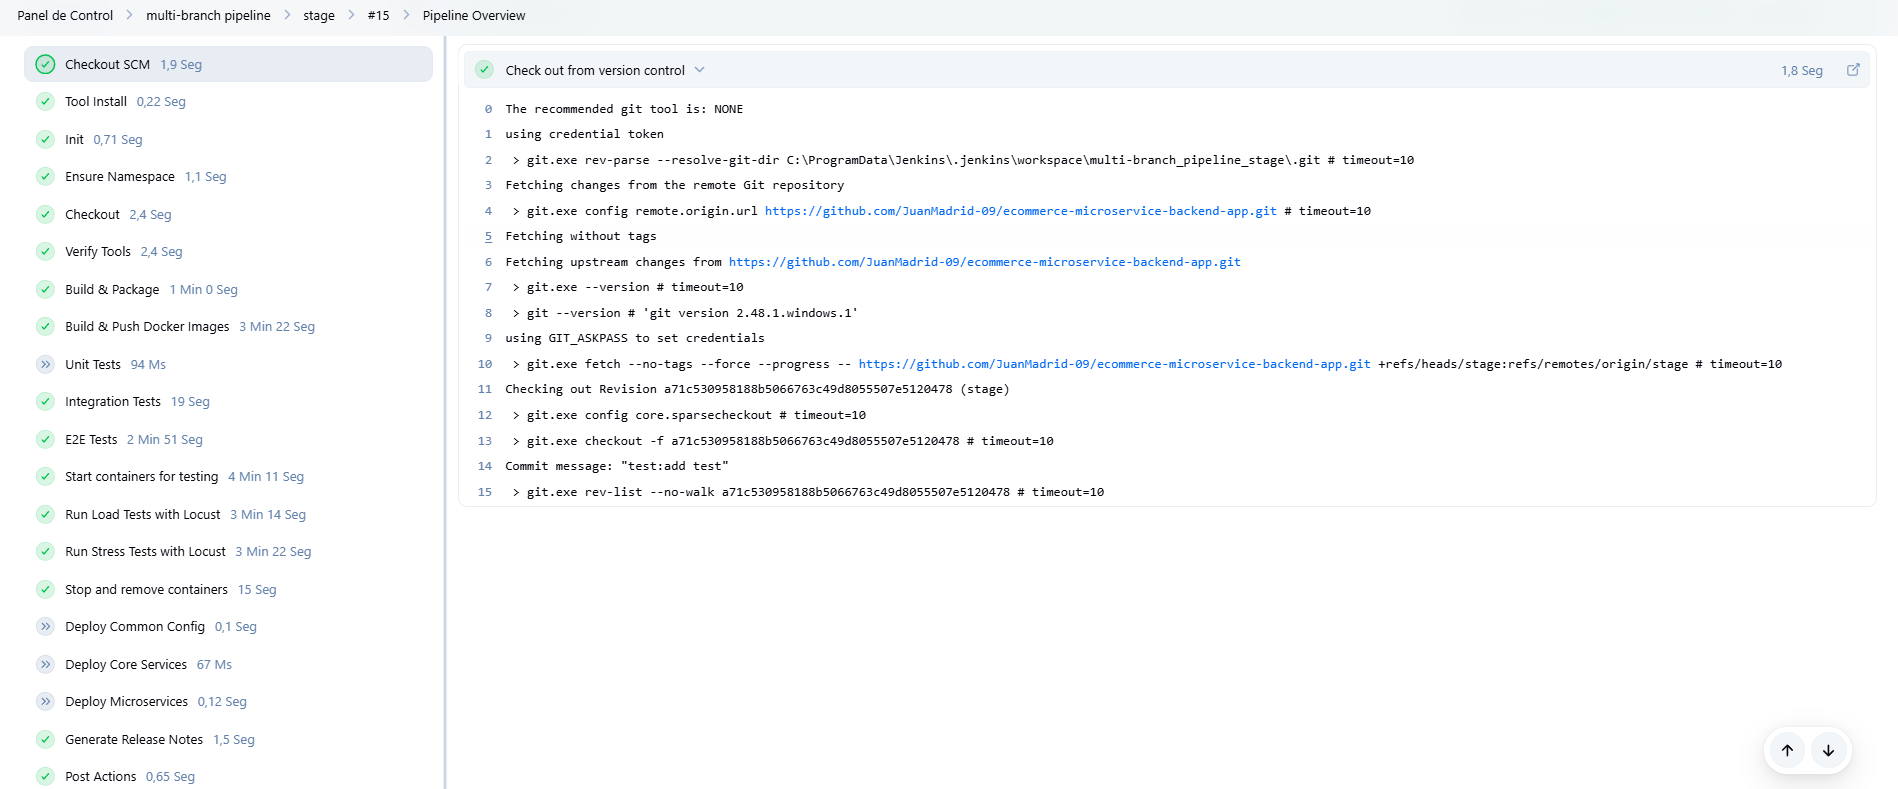 Panel de Control > multi-branch pipeline > stage > #15 > Pipeline Overview
Checkout SCM 1,9 Seg
Tool Install 0,22 Seg
Init 0,71 Seg
Ensure Namespace 1,1 Seg
Checkout 2,4 Seg
Verify Tools 2,4 Seg
Build & Package 1 Min 0 Seg
Build & Push Docker Images 3 Min 22 Seg
Unit Tests 94 Ms
Integration Tests 19 Seg
E2E Tests 2 Min 51 Seg
Start containers for testing 4 Min 11 Seg
Run Load Tests with Locust 3 Min 14 Seg
Run Stress Tests with Locust 3 Min 22 Seg
Stop and remove containers 15 Seg
Deploy Common Config 0,1 Seg
Deploy Core Services 67 Ms
Deploy Microservices 0,12 Seg
Generate Release Notes 1,5 Seg
Post Actions 0,65 Seg
Check out from version control 1,8 Seg
0 The recommended git tool is: NONE
1 using credential token
2 > git.exe rev-parse --resolve-git-dir C:\ProgramData\Jenkins\.jenkins\workspace\multi-branch_pipeline_stage\.git # timeout=10
3 Fetching changes from the remote Git repository
4 > git.exe config remote.origin.url https://github.com/JuanMadrid-09/ecommerce-microservice-backend-app.git # timeout=10
5 Fetching without tags
6 Fetching upstream changes from https://github.com/JuanMadrid-09/ecommerce-microservice-backend-app.git
7 > git.exe --version # timeout=10
8 > git --version # 'git version 2.48.1.windows.1'
9 using GIT_ASKPASS to set credentials
10 > git.exe fetch --no-tags --force --progress -- https://github.com/JuanMadrid-09/ecommerce-microservice-backend-app.git +refs/heads/stage:refs/remotes/origin/stage # timeout=10
11 Checking out Revision a71c530958188b5066763c49d8055507e5120478 (stage)
12 > git.exe config core.sparsecheckout # timeout=10
13 > git.exe checkout -f a71c530958188b5066763c49d8055507e5120478 # timeout=10
14 Commit message: "test:add test"
15 > git.exe rev-list --no-walk a71c530958188b5066763c49d8055507e5120478 # timeout=10